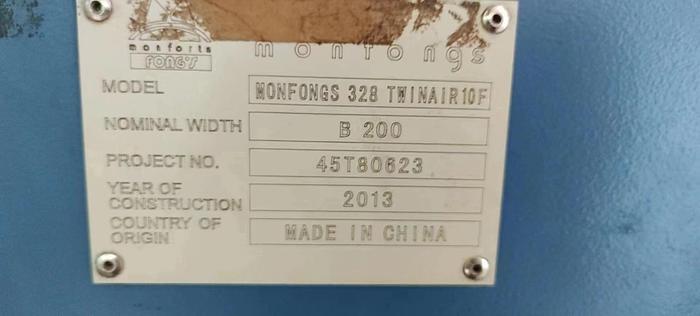 monforts
FONG'S
monfongs
MODEL MONFONGS 328 TWINAIR10F
NOMINAL WIDTH B 200
PROJECT NO. 45T80623
YEAR OF
CONSTRUCTION 2013
COUNTRY OF
ORIGIN MADE IN CHINA